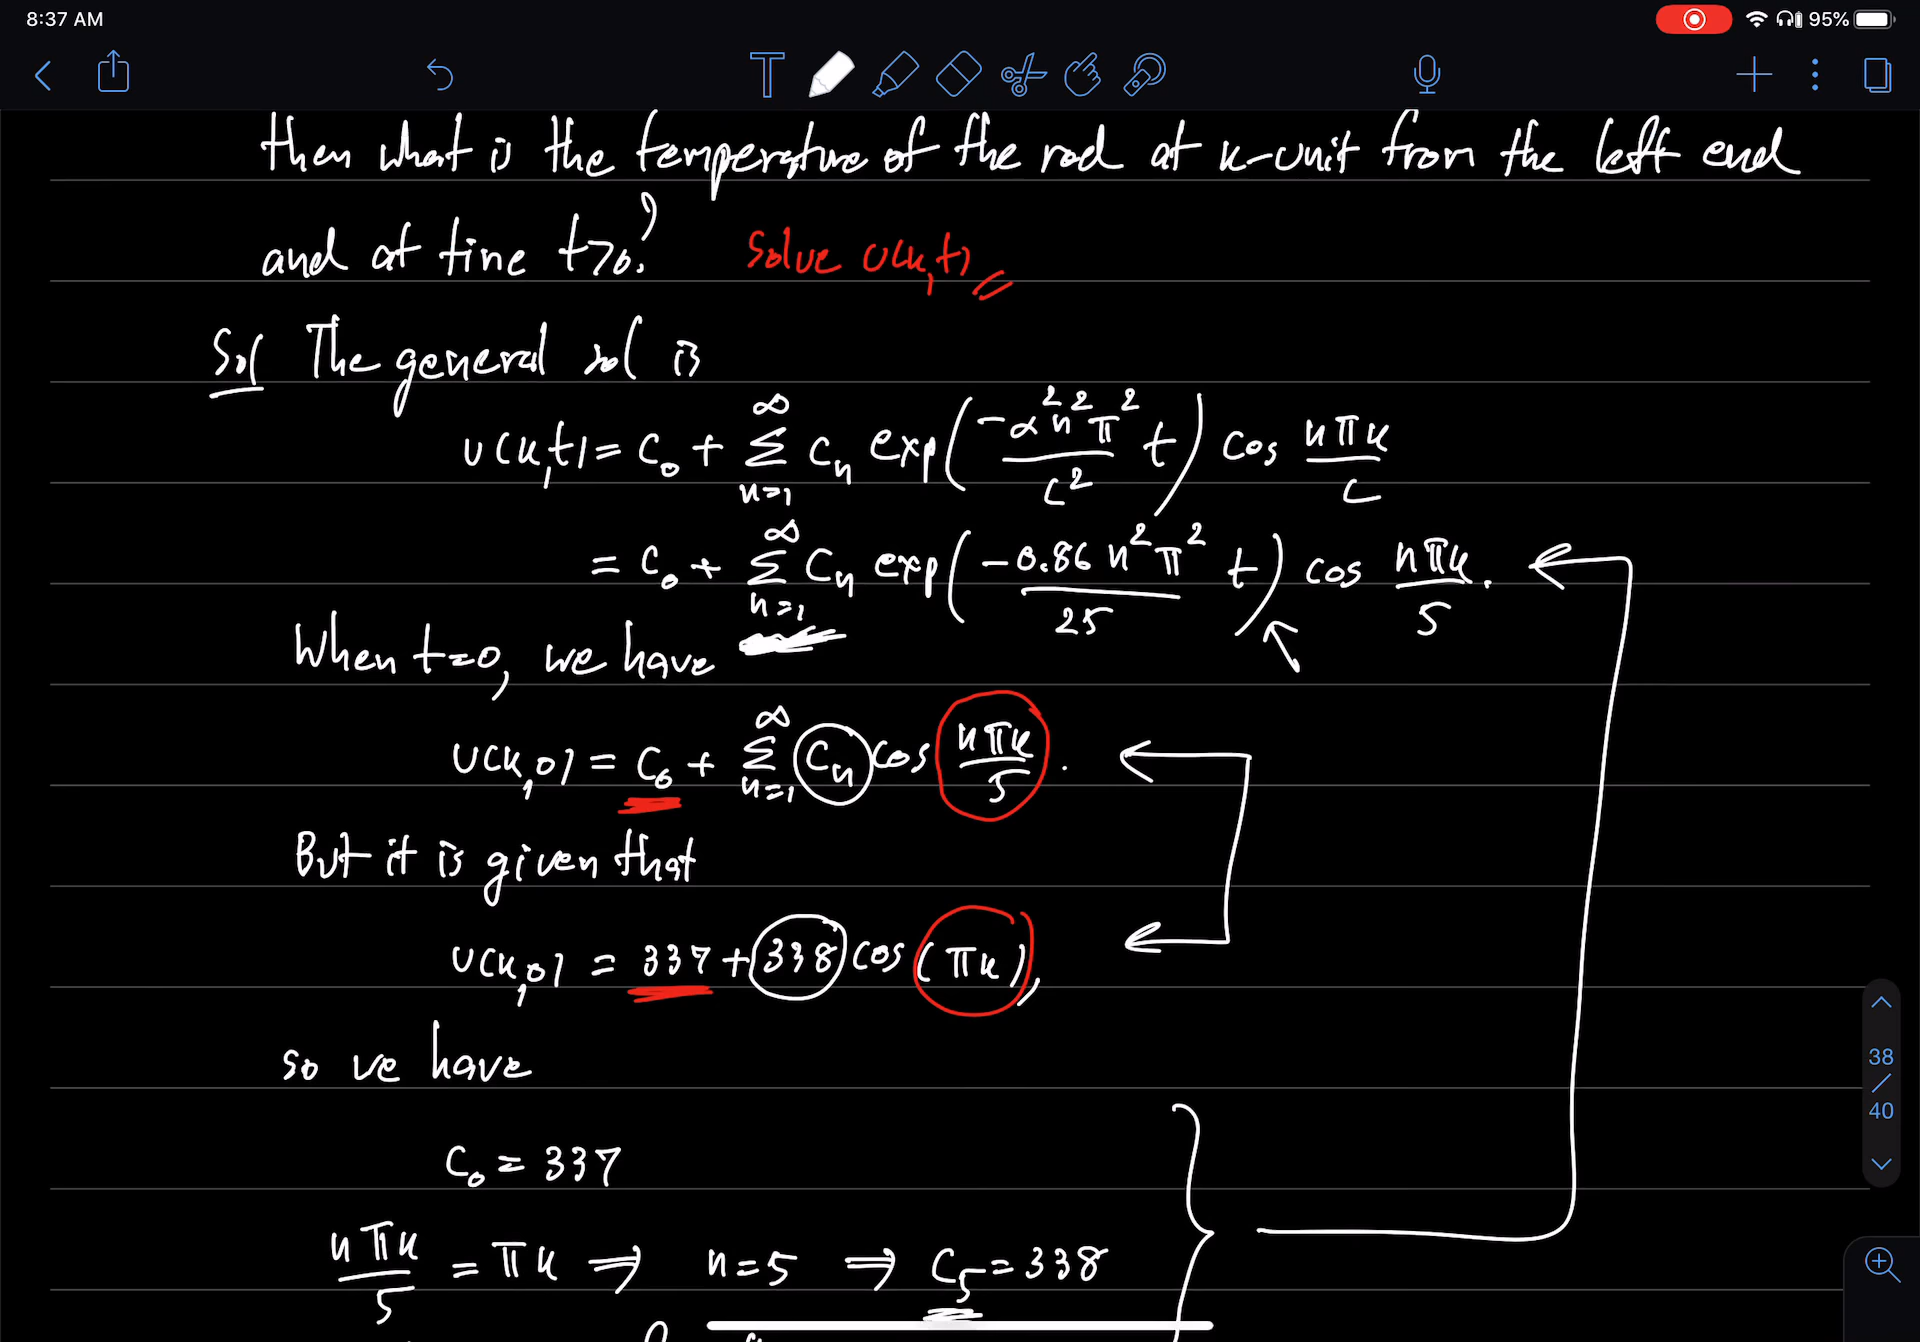 8:37 AM 95%
then what is the temperature of the rod at x-unit from the left end
and at time t>0? Solve u(x,t)
Sol The general sol is
u(x,t) = C₀ + ∑_{n=1}^{∞} Cₙ exp(-α²n²π²/L² t) cos nπx/L
= C₀ + ∑_{n=1}^{∞} Cₙ exp(-0.86 n²π²/25 t) cos nπx/5.
When t=0, we have
u(x,0) = C₀ + ∑_{n=1}^{∞} Cₙ cos nπx/5.
But it is given that
u(x,0) = 337 + 338 cos(πx),
so we have
C₀ = 337
nπx/5 = πx ⟹ n=5 ⟹ C₅ = 338
38
/
40